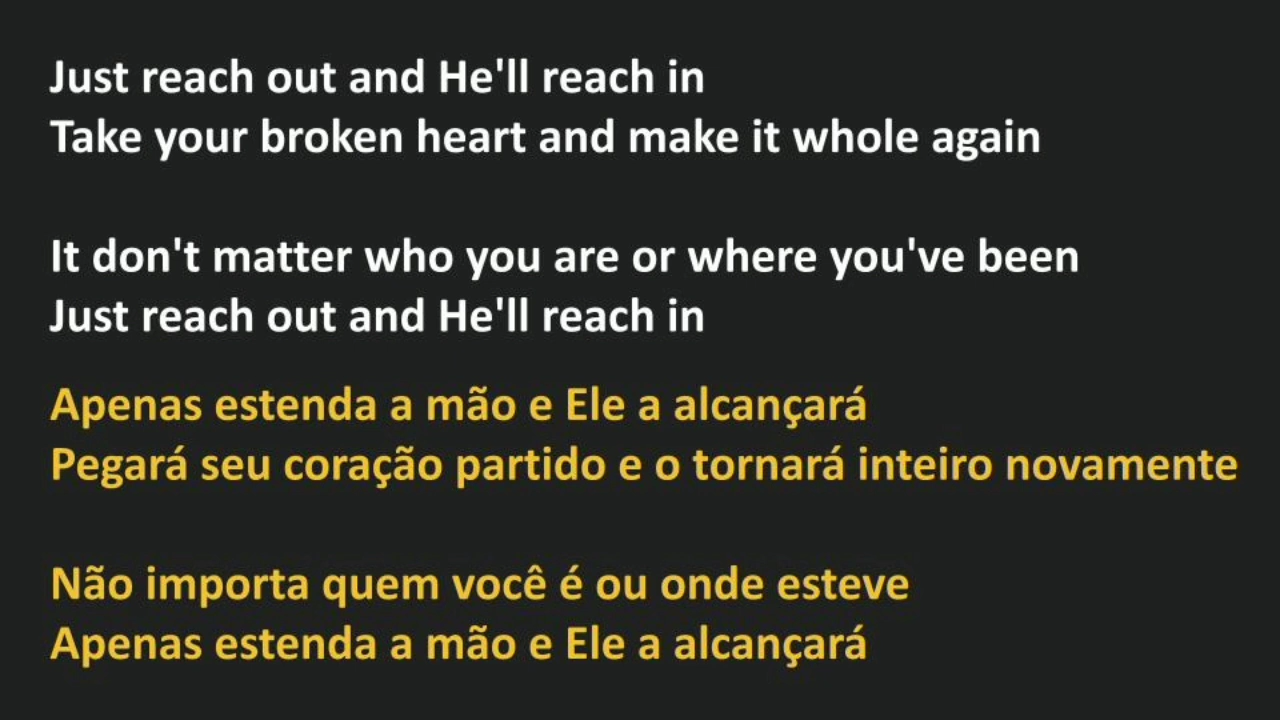 Just reach out and He'll reach in
Take your broken heart and make it whole again
It don't matter who you are or where you've been
Just reach out and He'll reach in
Apenas estenda a mão e Ele a alcançará
Pegará seu coração partido e o tornará inteiro novamente
Não importa quem você é ou onde esteve
Apenas estenda a mão e Ele a alcançará